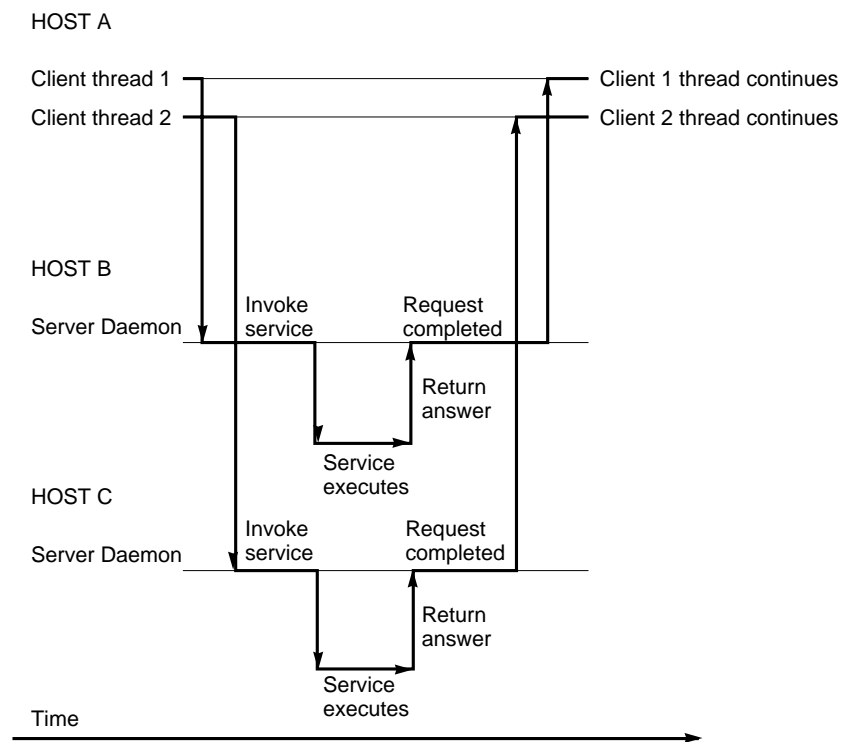 HOST A
Client thread 1
Client 1 thread continues
Client thread 2
Client 2 thread continues
HOST B
Server Daemon
Invoke
service
Request
completed
Return
answer
Service
executes
HOST C
Server Daemon
Invoke
service
Request
completed
Return
answer
Service
executes
Time